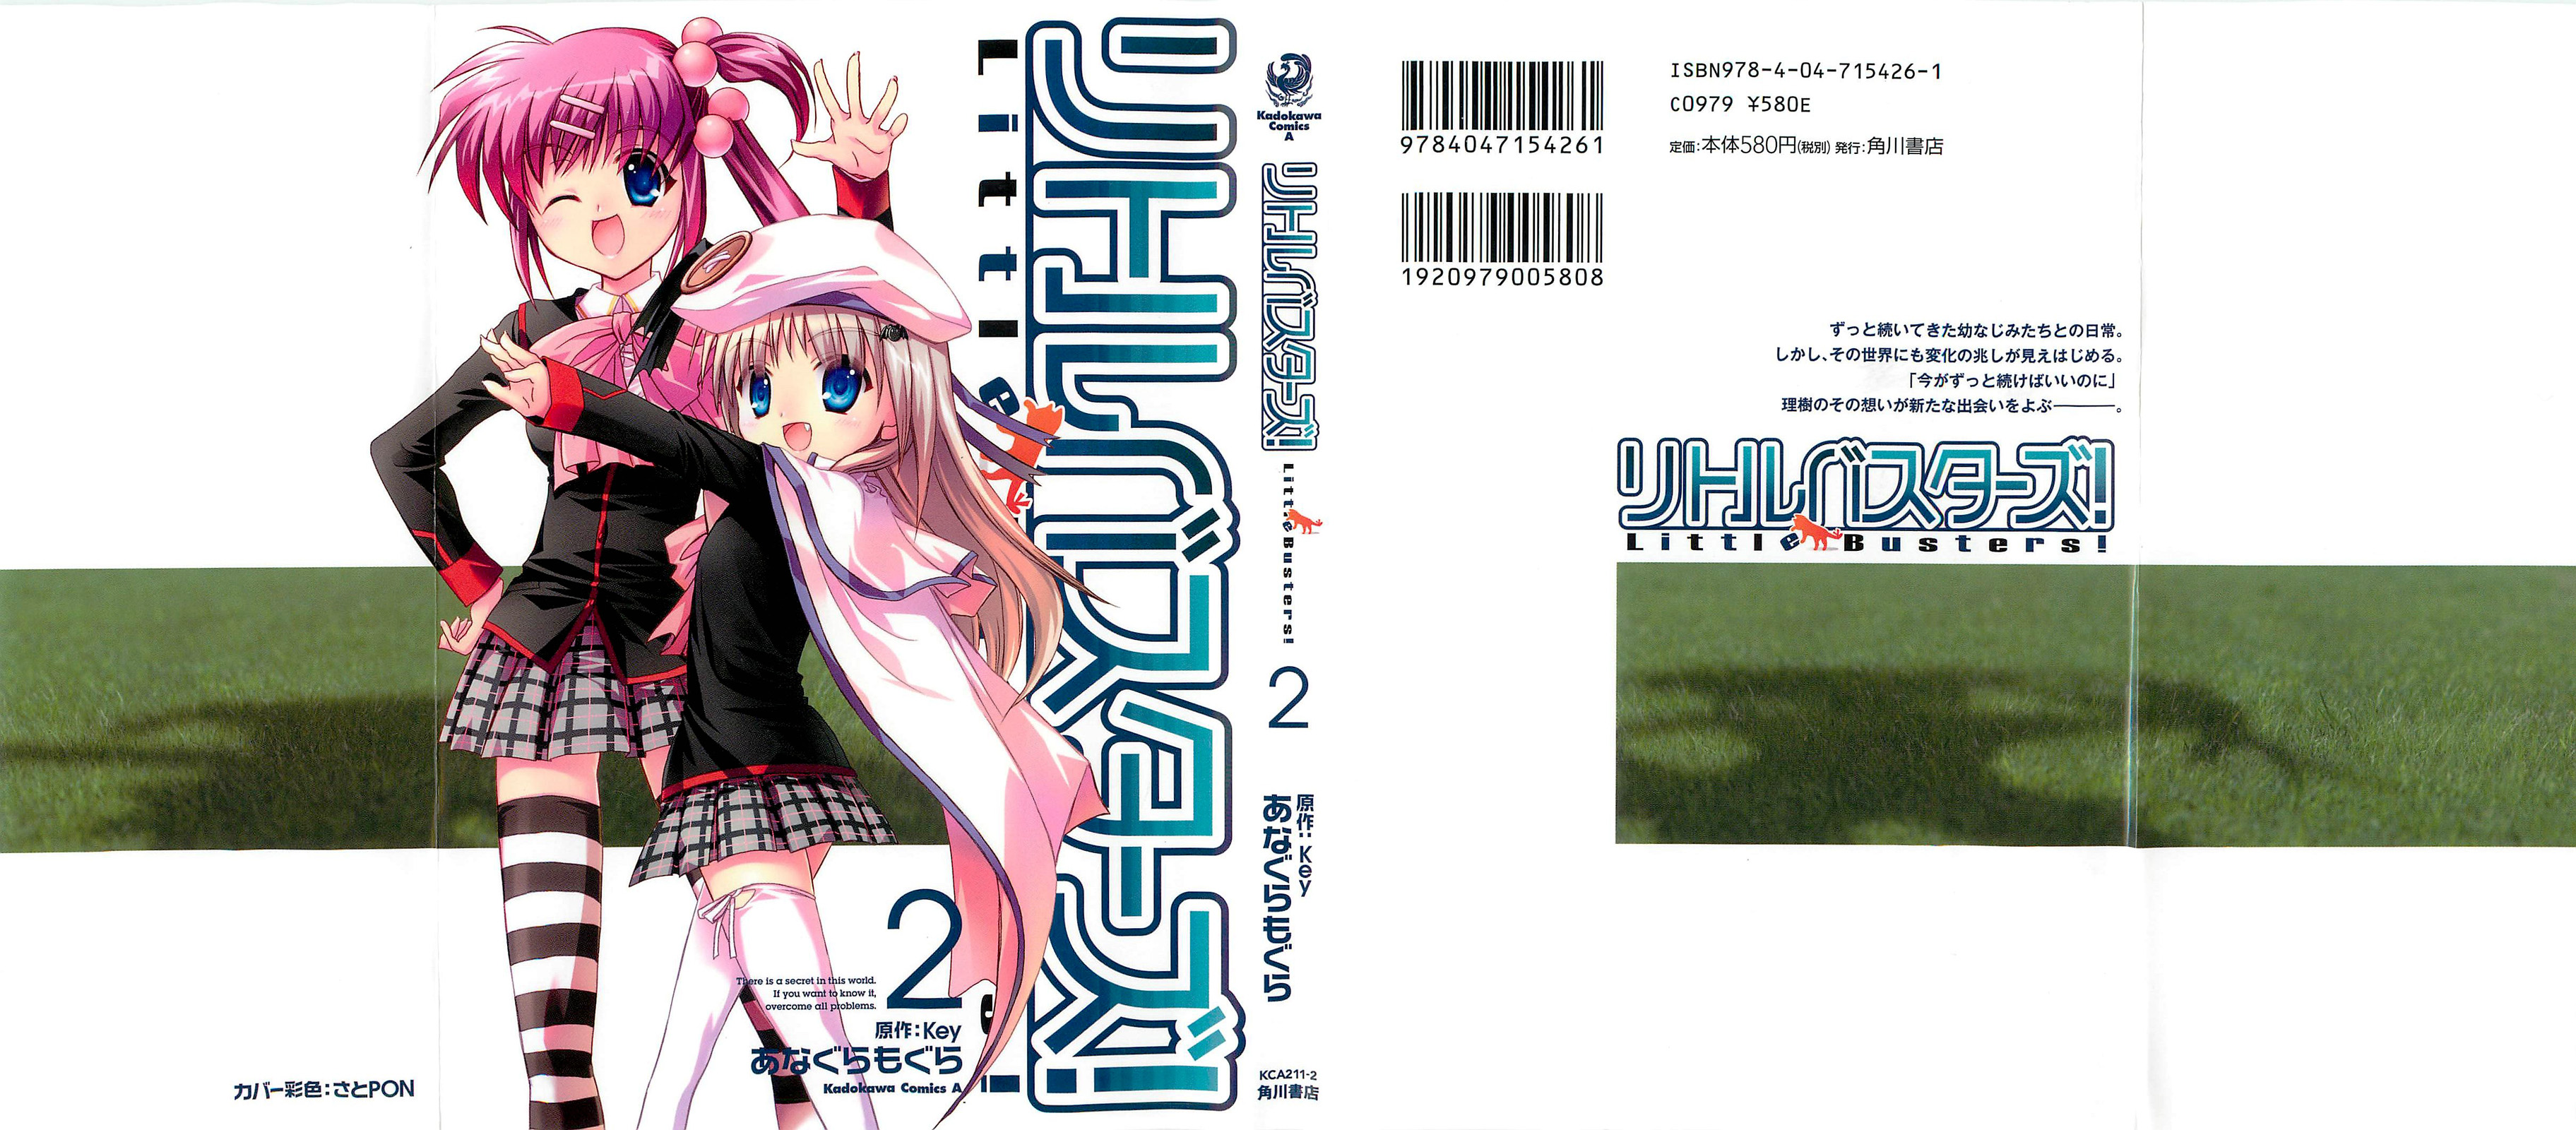 リトルバスターズ!
Little
2
There is a secret in this world.
If you want to know it,
overcome all problems.
原作:Key
あなぐらもぐら
Kadokawa Comics A
カバー彩色:さとPON
Kadokawa
Comics
A
リトルバスターズ!
Little Busters!
2
原作:Key
あなぐらもぐら
KCA211-2
角川書店
9784047154261
1920979005808
ISBN978-4-04-715426-1
C0979 ¥580E
定価:本体580円(税別) 発行:角川書店
ずっと続いてきた幼なじみたちとの日常。
しかし、その世界にも変化の兆しが見えはじめる。
「今がずっと続けばいいのに」
理樹のその想いが新たな出会いをよぶ――。
リトルバスターズ!
Little Busters!